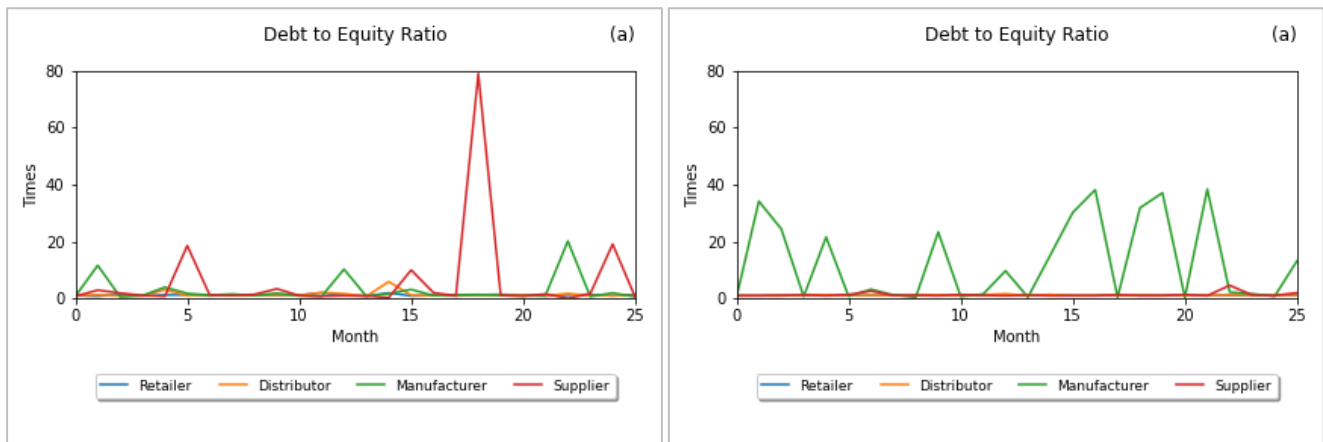 Debt to Equity Ratio (a)
80
60
40
20
0
Times
0 5 10 15 20 25
Month
Retailer Distributor Manufacturer Supplier
Debt to Equity Ratio (a)
80
60
40
20
0
Times
0 5 10 15 20 25
Month
Retailer Distributor Manufacturer Supplier